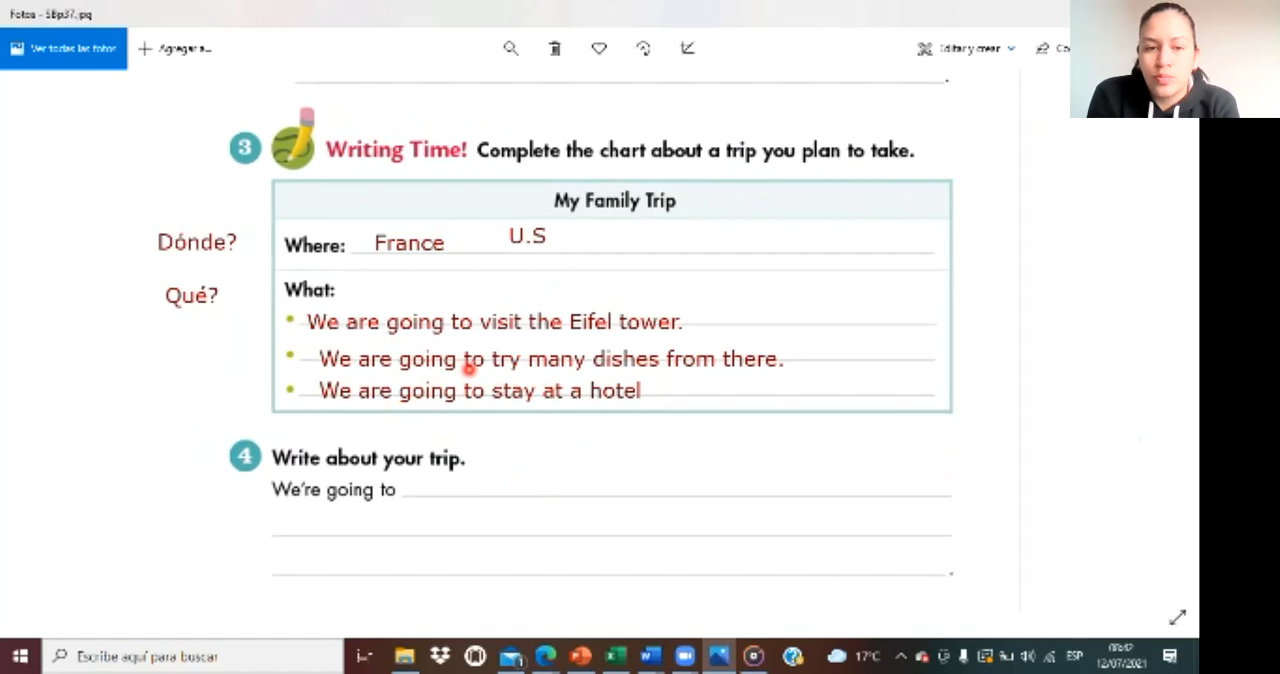 Fotos - SBp37.jpg
Ver todas las fotos
Agregar a...
Editar y crear
3 Writing Time! Complete the chart about a trip you plan to take.
My Family Trip
Dónde? Where: France U.S
Qué? What:
We are going to visit the Eifel tower.
We are going to try many dishes from there.
We are going to stay at a hotel
4 Write about your trip.
We're going to
Escribe aquí para buscar
17°C
ESP
12/07/2021